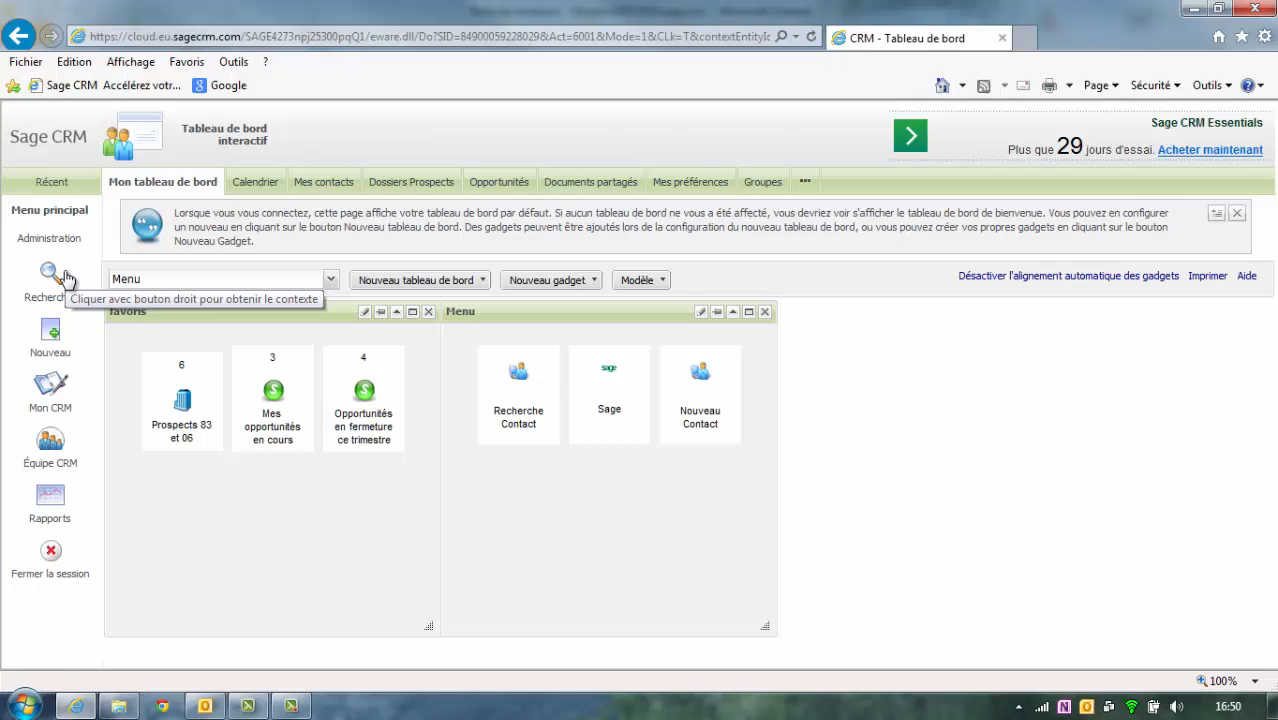 https://cloud.eu.sagecrm.com/SAGE4273npj25300pqQ1/eware.dll/Do?SID=84900059228029&Act=6001&Mode=1&CLk=T&contextEntityIc
CRM - Tableau de bord
Fichier Edition Affichage Favoris Outils ?
Sage CRM Accélérez votr... Google
Page Sécurité Outils
Sage CRM
Tableau de bord
interactif
Sage CRM Essentials
Plus que 29 jours d'essai. Acheter maintenant
Récent Mon tableau de bord Calendrier Mes contacts Dossiers Prospects Opportunités Documents partagés Mes préférences Groupes
Menu principal
Lorsque vous vous connectez, cette page affiche votre tableau de bord par défaut. Si aucun tableau de bord ne vous a été affecté, vous devriez voir s'afficher le tableau de bord de bienvenue. Vous pouvez en configurer
un nouveau en cliquant sur le bouton Nouveau tableau de bord. Des gadgets peuvent être ajoutés lors de la configuration du nouveau tableau de bord, ou vous pouvez créer vos propres gadgets en cliquant sur le bouton
Nouveau Gadget.
Administration
Menu Nouveau tableau de bord Nouveau gadget Modèle Désactiver l'alignement automatique des gadgets Imprimer Aide
Cliquer avec bouton droit pour obtenir le contexte
favoris Menu
Nouveau
Mon CRM
Équipe CRM
Rapports
Fermer la session
6
Prospects 83
et 06
3
Mes
opportunités
en cours
4
Opportunités
en fermeture
ce trimestre
Recherche
Contact
Sage
sage
Nouveau
Contact
100%
16:50